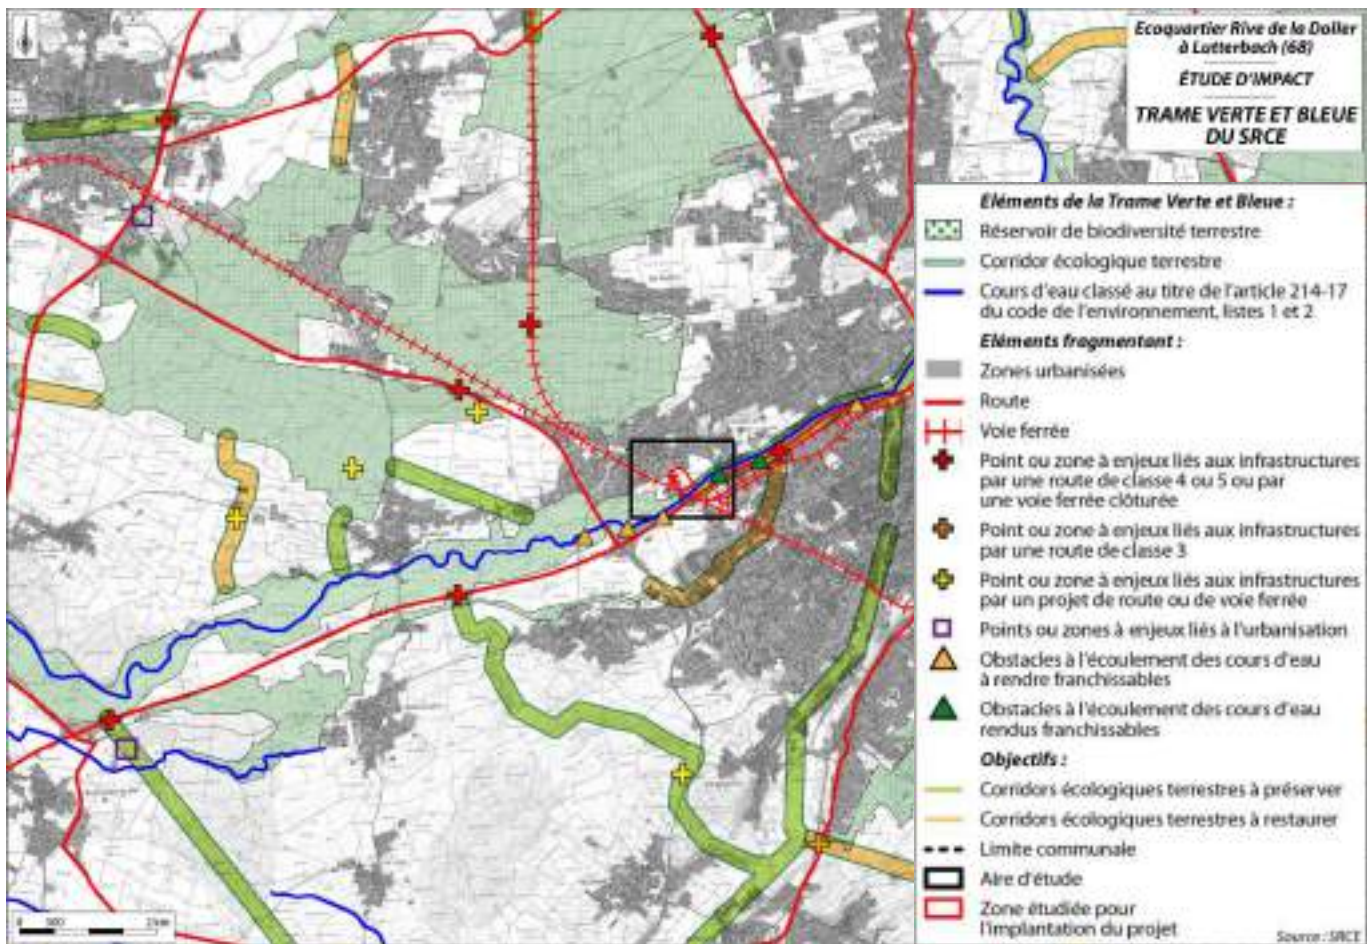 Ecoquartier Rive de la Doller
à Lutterbach (68)
ÉTUDE D'IMPACT
TRAME VERTE ET BLEUE
DU SRCE
Eléments de la Trame Verte et Bleue :
Réservoir de biodiversité terrestre
Corridor écologique terrestre
Cours d'eau classé au titre de l'article 214-17
du code de l'environnement, listes 1 et 2
Eléments fragmentant :
Zones urbanisées
Route
Voie ferrée
Point ou zone à enjeux liés aux infrastructures
par une route de classe 4 ou 5 ou par
une voie ferrée clôturée
Point ou zone à enjeux liés aux infrastructures
par une route de classe 3
Point ou zone à enjeux liés aux infrastructures
par un projet de route ou de voie ferrée
Points ou zones à enjeux liés à l'urbanisation
Obstacles à l'écoulement des cours d'eau
à rendre franchissables
Obstacles à l'écoulement des cours d'eau
rendus franchissables
Objectifs :
Corridors écologiques terrestres à préserver
Corridors écologiques terrestres à restaurer
Limite communale
Aire d'étude
Zone étudiée pour
l'implantation du projet
Source : SRCE
0 500 2 km